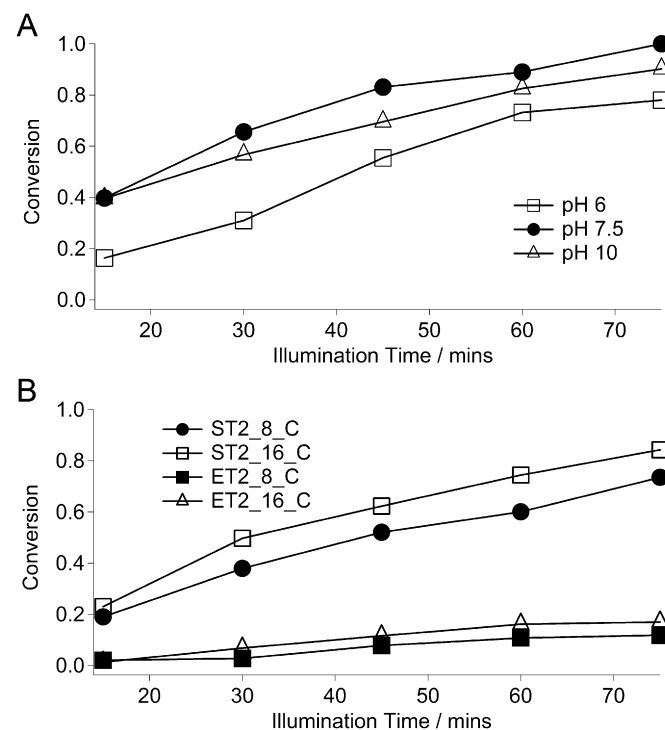 A
1.0
0.8
0.6
0.4
0.2
0.0
Conversion
pH 6
pH 7.5
pH 10
20 30 40 50 60 70
Illumination Time / mins
B
1.0
0.8
0.6
0.4
0.2
0.0
Conversion
ST2_8_C
ST2_16_C
ET2_8_C
ET2_16_C
20 30 40 50 60 70
Illumination Time / mins